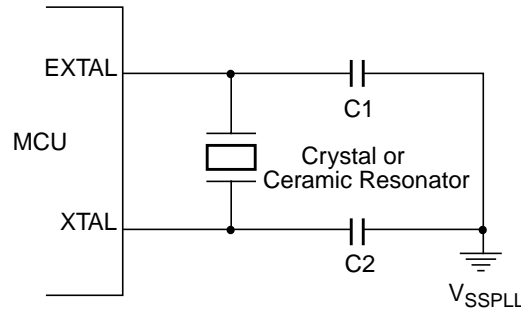 EXTAL
C1
MCU
Crystal or
Ceramic Resonator
XTAL
C2
VSSPLL